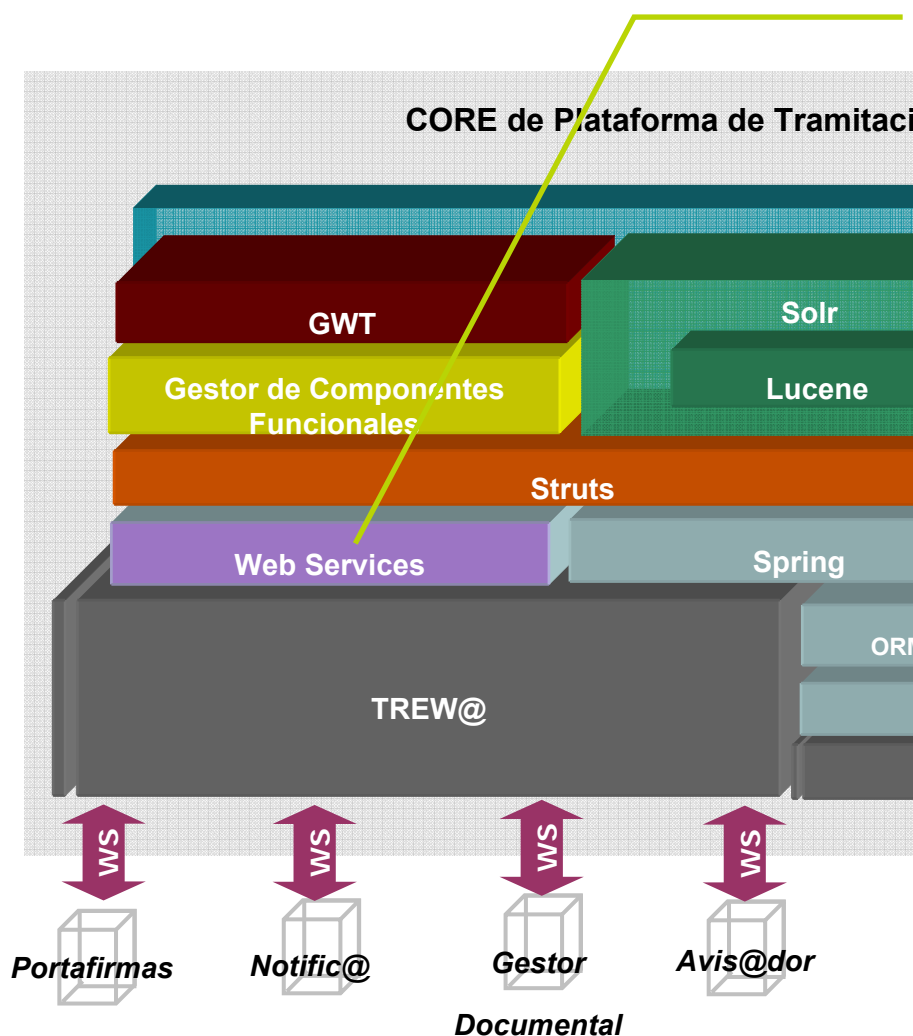 CORE de Plataforma de Tramitaci
GWT
Solr
Gestor de Componentes
Funcionales
Lucene
Struts
Web Services
Spring
ORM
TREW@
WS
WS
WS
WS
Portafirmas
Notific@
Gestor
Documental
Avis@dor